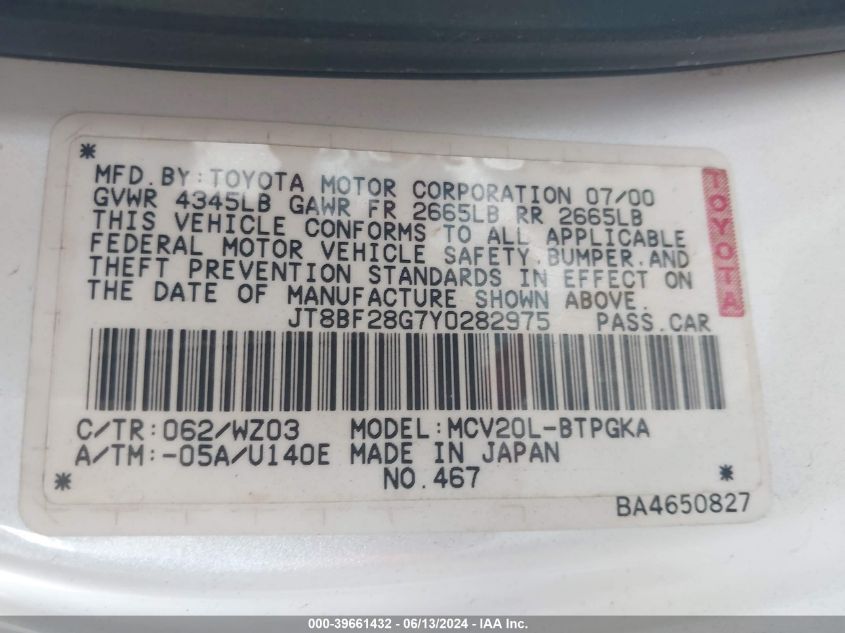 *
MFD.BY:TOYOTA MOTOR CORPORATION 07/00
GVWR 4345LB GAWR FR 2665LB RR 2665LB
THIS VEHICLE CONFORMS TO ALL APPLICABLE
FEDERAL MOTOR VEHICLE SAFETY,BUMPER,AND
THEFT PREVENTION STANDARDS IN EFFECT ON
THE DATE OF MANUFACTURE SHOWN ABOVE.
TOYOTA
JT8BF28G7Y0282975 PASS.CAR
C/TR:062/WZ03 MODEL:MCV20L-BTPGKA
A/TM:-05A/U140E MADE IN JAPAN
* NO.467 *
BA4650827
000-39661432 - 06/13/2024 - IAA Inc.